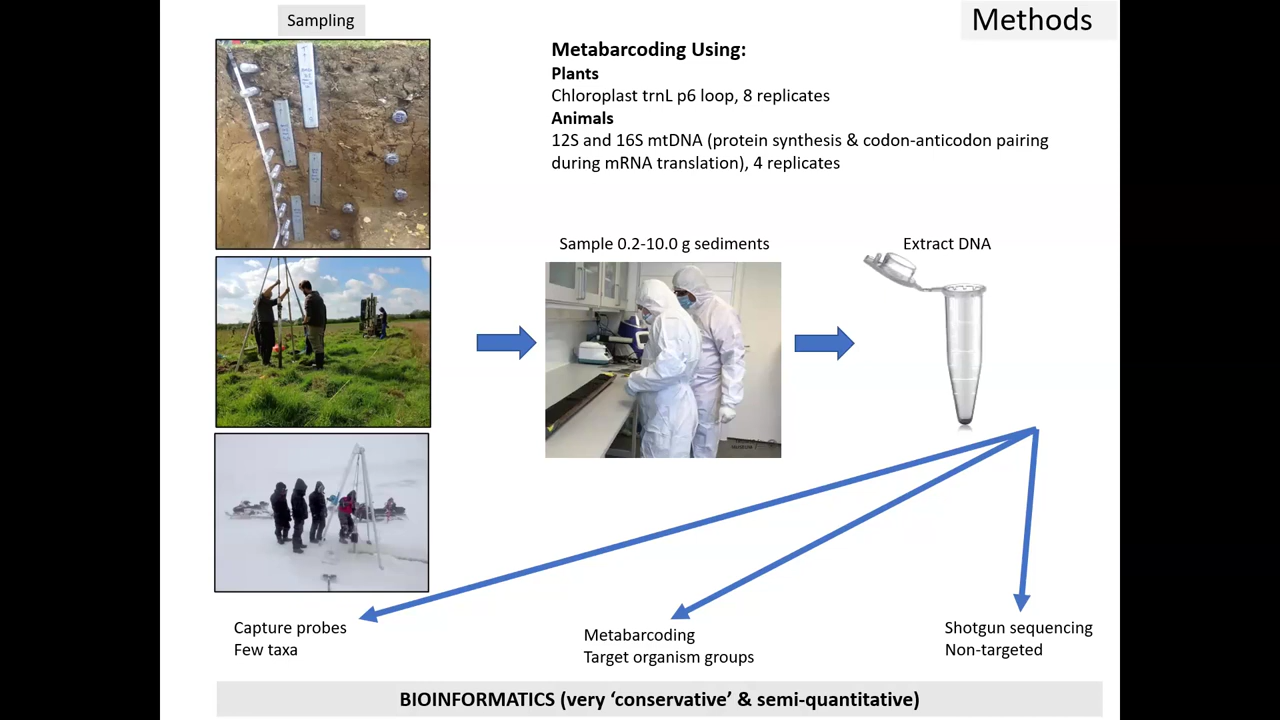 Sampling
Methods
Metabarcoding Using:
Plants
Chloroplast trnL p6 loop, 8 replicates
Animals
12S and 16S mtDNA (protein synthesis & codon-anticodon pairing
during mRNA translation), 4 replicates
Sample 0.2-10.0 g sediments
Extract DNA
Capture probes
Few taxa
Metabarcoding
Target organism groups
Shotgun sequencing
Non-targeted
BIOINFORMATICS (very ‘conservative’ & semi-quantitative)